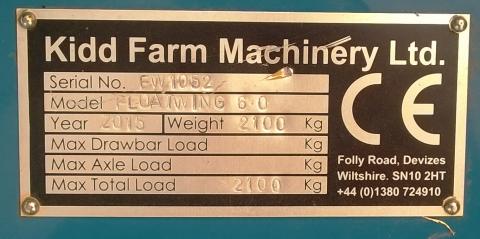 Kidd Farm Machinery Ltd.
Serial No. FW1052
Model FLOATWING 6.0
Year 2015 Weight 2100 Kg
Max Drawbar Load Kg
Max Axle Load Kg
Max Total Load 2100 Kg
CE
Folly Road, Devizes
Wiltshire. SN10 2HT
+44 (0)1380 724910